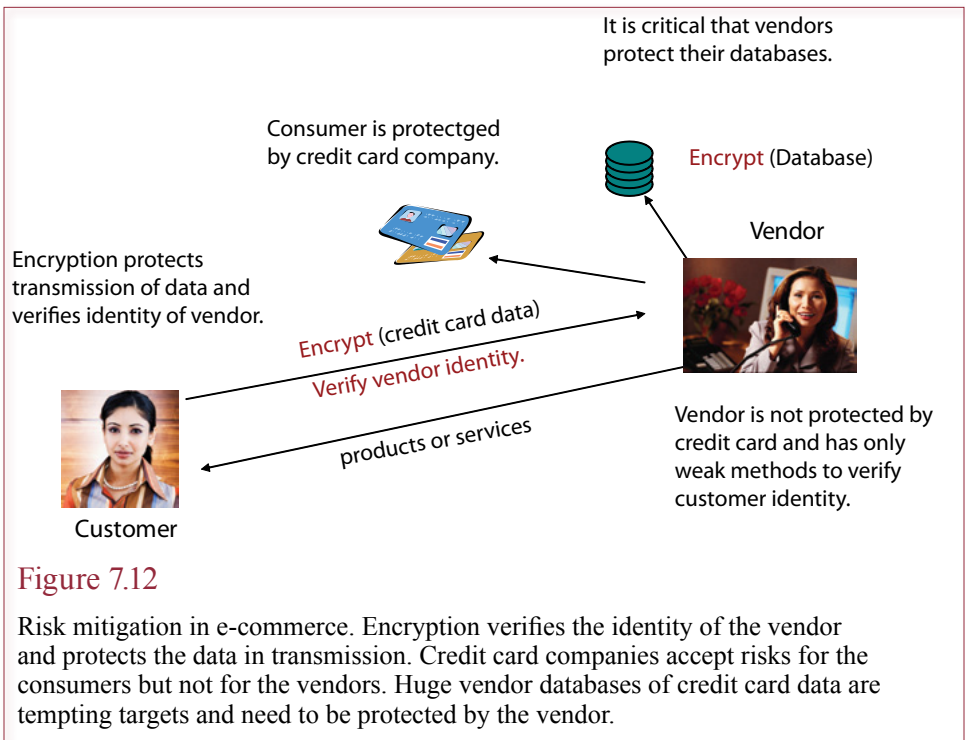 It is critical that vendors
protect their databases.
Consumer is protectged
by credit card company.
Encrypt (Database)
Vendor
Encryption protects
transmission of data and
verifies identity of vendor.
Encrypt (credit card data)
Verify vendor identity.
products or services
Vendor is not protected by
credit card and has only
weak methods to verify
customer identity.
Customer
Figure 7.12
Risk mitigation in e-commerce. Encryption verifies the identity of the vendor
and protects the data in transmission. Credit card companies accept risks for the
consumers but not for the vendors. Huge vendor databases of credit card data are
tempting targets and need to be protected by the vendor.